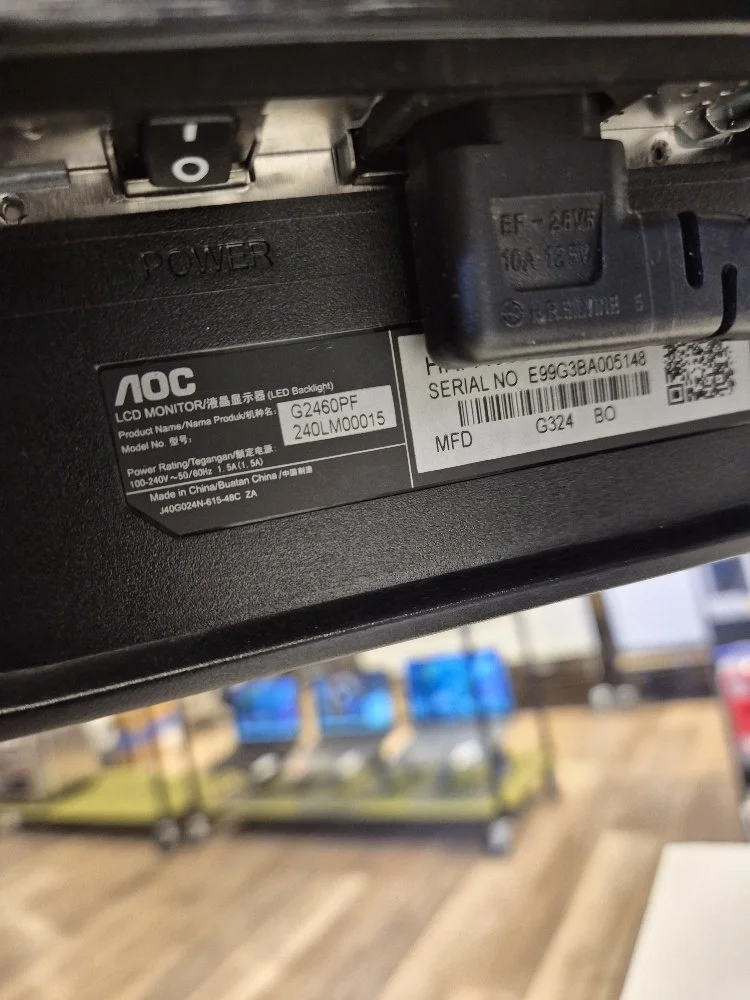 POWER
10A
AOC
LCD MONITOR/液晶显示器 (LED Backlight)
Product Name/Nama Produk/机种名: G2460PF
Model No. 型号: 240LM00015
Power Rating/Tegangan/额定电源:
100-240V～50/60Hz 1.5A(1.5A)
Made in China/Buatan China /中国制造
J40G024N-615-48C ZA
SERIAL NO E99G3BA005148
MFD G324 BO